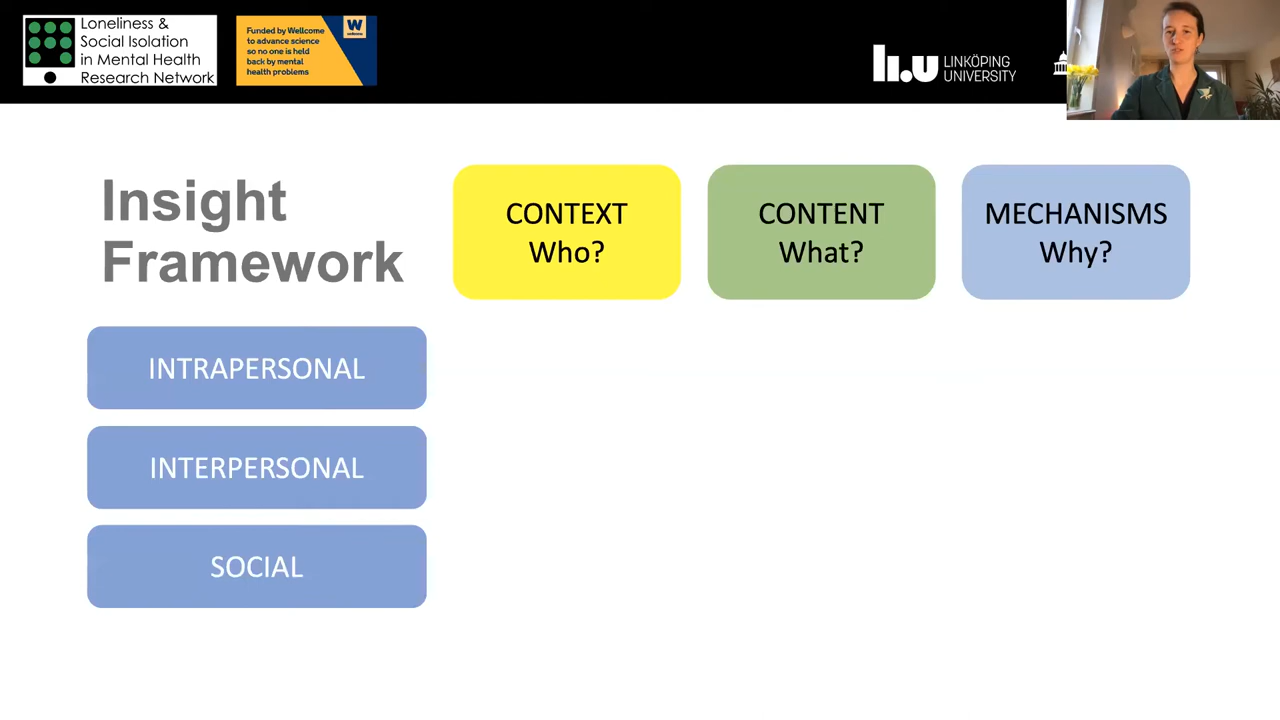 Loneliness &
Social Isolation
in Mental Health
Research Network
Funded by Wellcome
to advance science
so no one is held
back by mental
health problems
W
LINKÖPING
UNIVERSITY
Insight
Framework
CONTEXT
Who?
CONTENT
What?
MECHANISMS
Why?
INTRAPERSONAL
INTERPERSONAL
SOCIAL